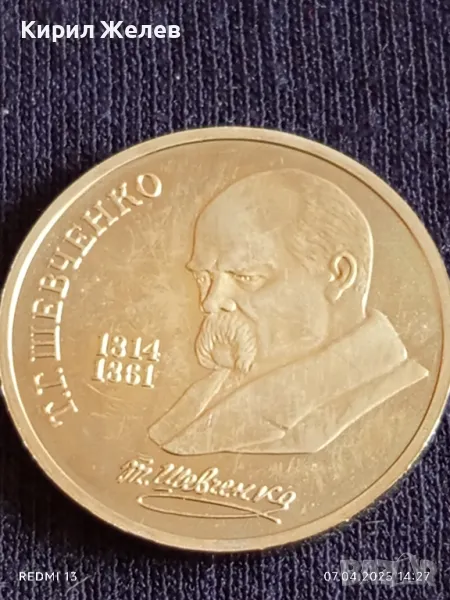 Кирил Желев
Т.Г. ШЕВЧЕНКО
1814
1861
Т. Шевченко
REDMI 13
07.04.2025 14:27